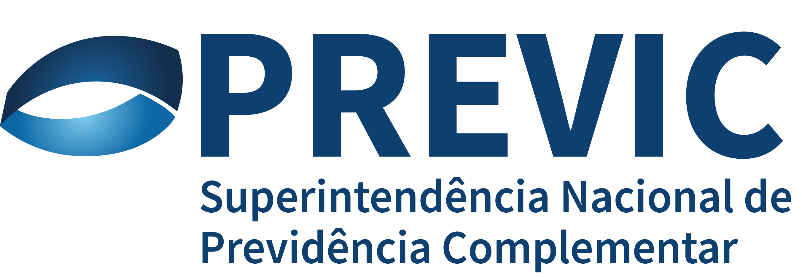 PREVIC
Superintendência Nacional de
Previdência Complementar